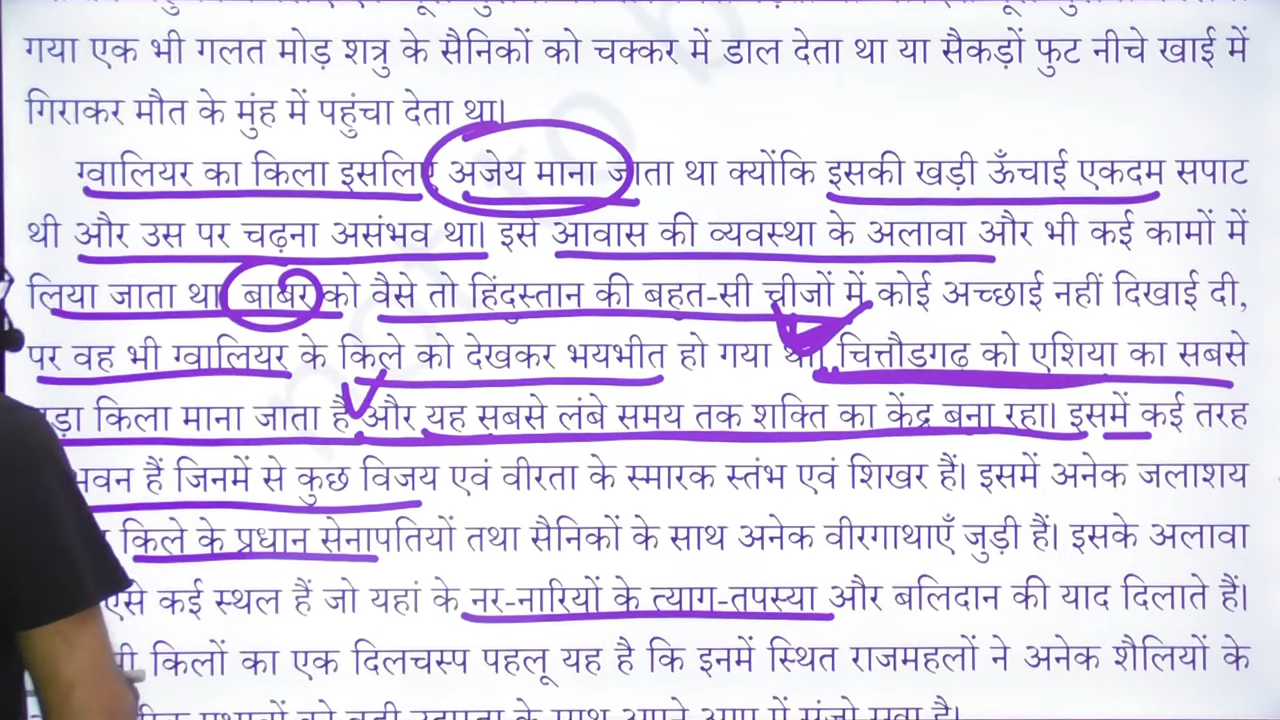 गया एक भी गलत मोड़ शत्रु के सैनिकों को चक्कर में डाल देता था या सैकड़ों फुट नीचे खाई में
गिराकर मौत के मुंह में पहुंचा देता था।
ग्वालियर का किला इसलिए अजेय माना जाता था क्योंकि इसकी खड़ी ऊँचाई एकदम सपाट
थी और उस पर चढ़ना असंभव था। इसे आवास की व्यवस्था के अलावा और भी कई कामों में
लिया जाता था। बाबर को वैसे तो हिंदुस्तान की बहुत-सी चीजों में कोई अच्छाई नहीं दिखाई दी,
पर वह भी ग्वालियर के किले को देखकर भयभीत हो गया था। चित्तौडगढ़ को एशिया का सबसे
बड़ा किला माना जाता है और यह सबसे लंबे समय तक शक्ति का केंद्र बना रहा। इसमें कई तरह
भवन हैं जिनमें से कुछ विजय एवं वीरता के स्मारक स्तंभ एवं शिखर हैं। इसमें अनेक जलाशय
किले के प्रधान सेनापतियों तथा सैनिकों के साथ अनेक वीरगाथाएँ जुड़ी हैं। इसके अलावा
ऐसे कई स्थल हैं जो यहां के नर-नारियों के त्याग-तपस्या और बलिदान की याद दिलाते हैं।
किलों का एक दिलचस्प पहलू यह है कि इनमें स्थित राजमहलों ने अनेक शैलियों के